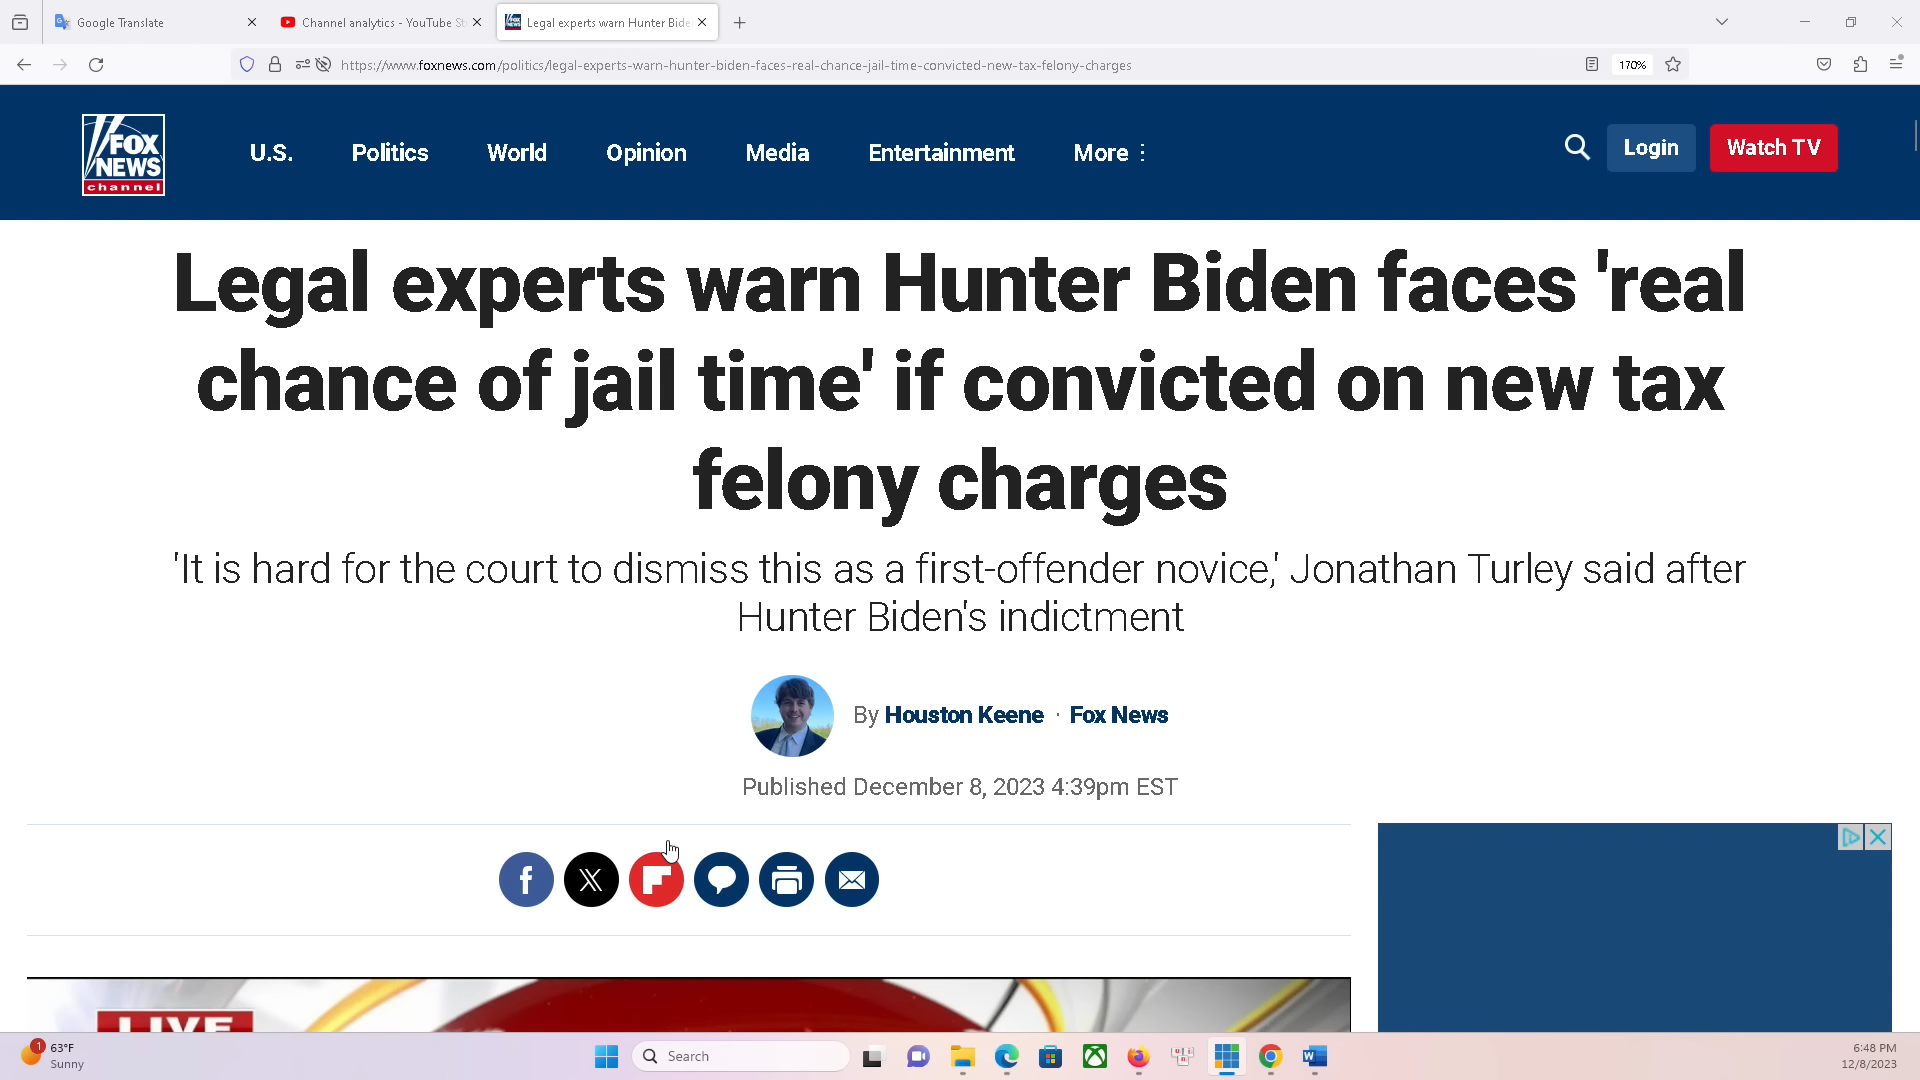 Google Translate
Channel analytics - YouTube St
Legal experts warn Hunter Bide
https://www.foxnews.com/politics/legal-experts-warn-hunter-biden-faces-real-chance-jail-time-convicted-new-tax-felony-charges
170%
FOX
NEWS
channel
U.S.
Politics
World
Opinion
Media
Entertainment
More
Login
Watch TV
Legal experts warn Hunter Biden faces 'real
chance of jail time' if convicted on new tax
felony charges
'It is hard for the court to dismiss this as a first-offender novice,' Jonathan Turley said after
Hunter Biden's indictment
By Houston Keene · Fox News
Published December 8, 2023 4:39pm EST
LIVE
1
63°F
Sunny
Search
6:48 PM
12/8/2023